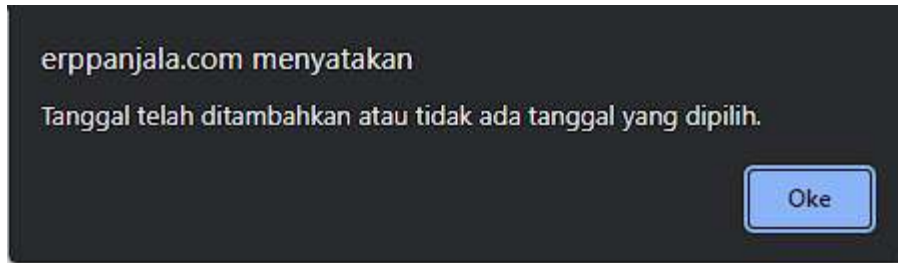 erppanjala.com menyatakan
Tanggal telah ditambahkan atau tidak ada tanggal yang dipilih.
Oke